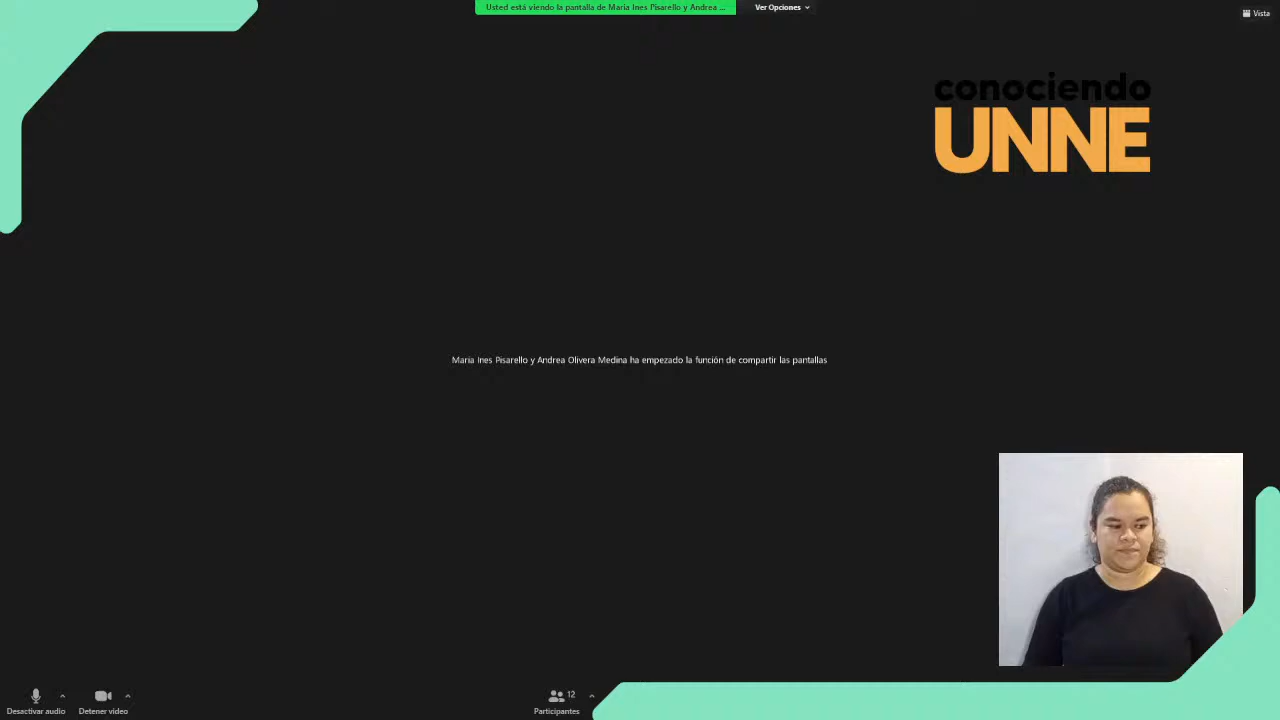 Usted está viendo la pantalla de Maria Ines Pisarello y Andrea ...
Ver Opciones
Vista
conociendo
UNNE
Maria Ines Pisarello y Andrea Olivera Medina ha empezado la función de compartir las pantallas
12
Desactivar audio
Detener video
Participantes